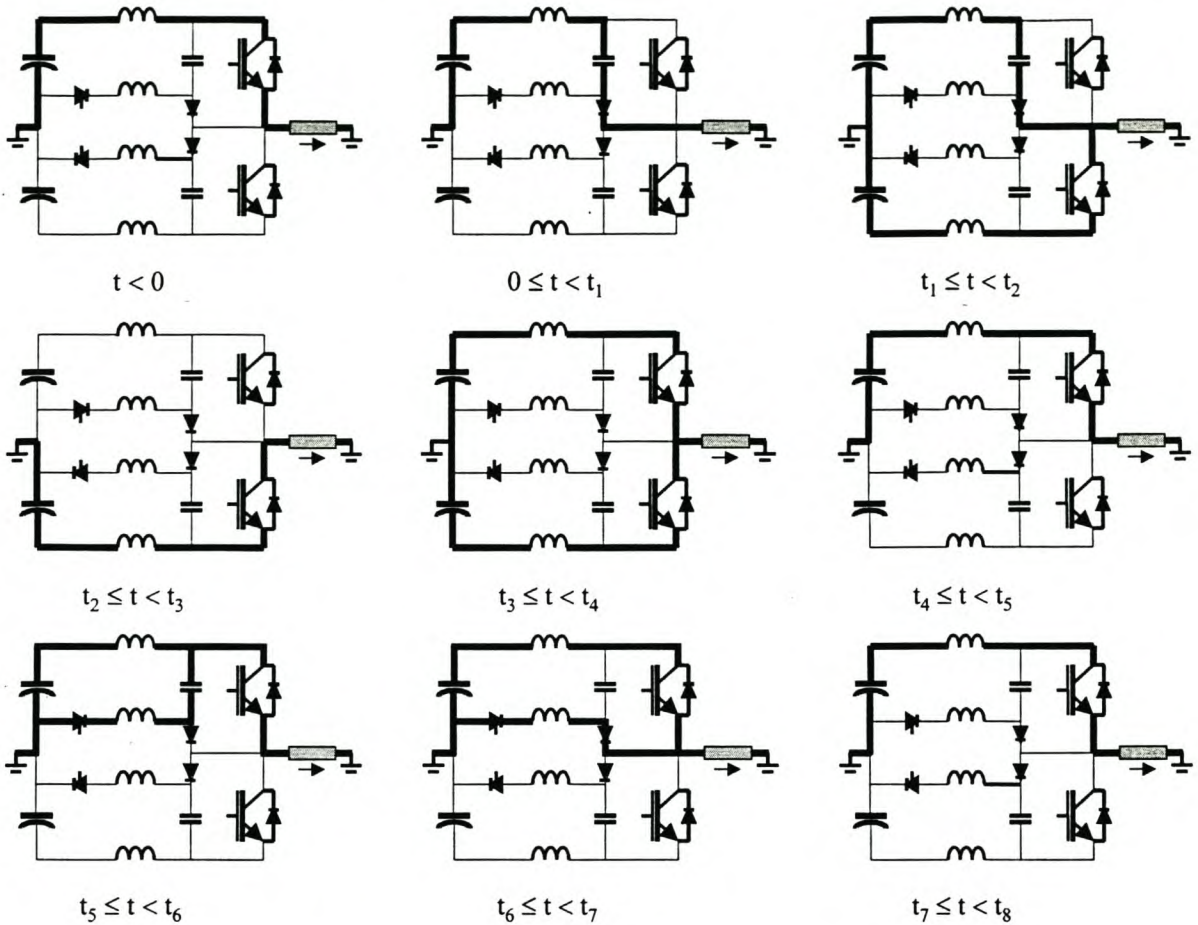 t < 0
0 ≤ t < t₁
t₁ ≤ t < t₂
t₂ ≤ t < t₃
t₃ ≤ t < t₄
t₄ ≤ t < t₅
t₅ ≤ t < t₆
t₆ ≤ t < t₇
t₇ ≤ t < t₈